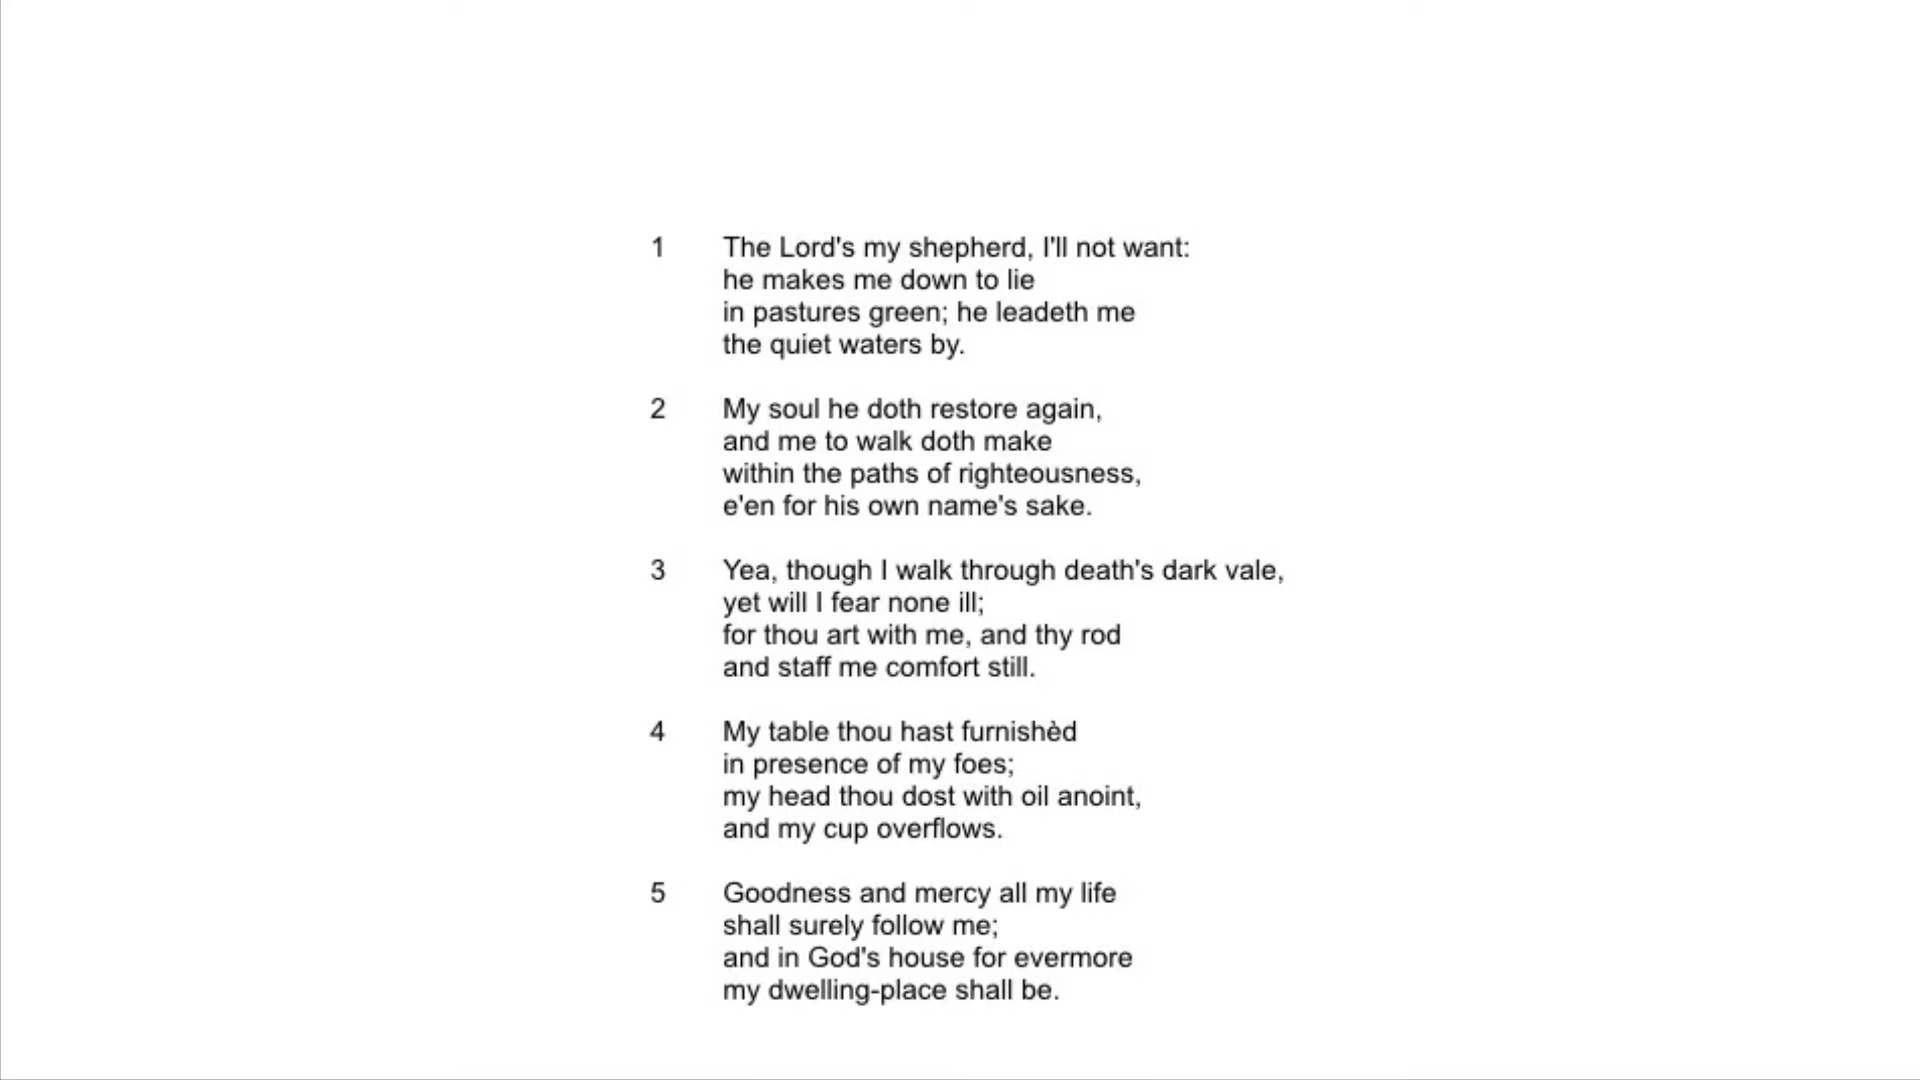 1 The Lord's my shepherd, I'll not want:
he makes me down to lie
in pastures green; he leadeth me
the quiet waters by.
2 My soul he doth restore again,
and me to walk doth make
within the paths of righteousness,
e'en for his own name's sake.
3 Yea, though I walk through death's dark vale,
yet will I fear none ill;
for thou art with me, and thy rod
and staff me comfort still.
4 My table thou hast furnishèd
in presence of my foes;
my head thou dost with oil anoint,
and my cup overflows.
5 Goodness and mercy all my life
shall surely follow me;
and in God's house for evermore
my dwelling-place shall be.